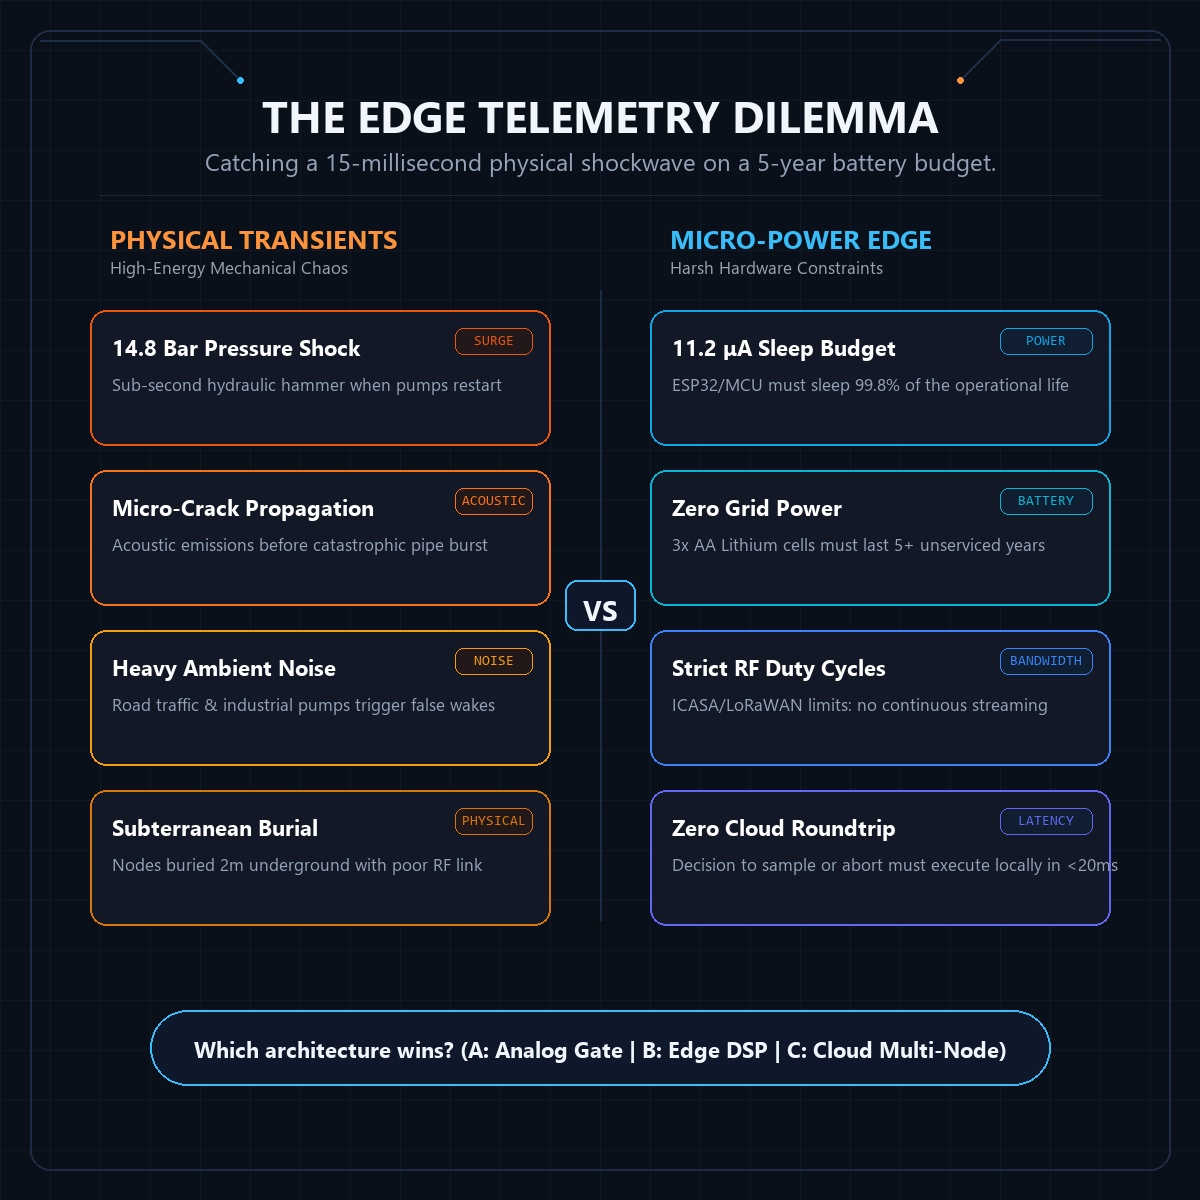 THE EDGE TELEMETRY DILEMMA
Catching a 15-millisecond physical shockwave on a 5-year battery budget.
PHYSICAL TRANSIENTS
High-Energy Mechanical Chaos
14.8 Bar Pressure Shock
SURGE
Sub-second hydraulic hammer when pumps restart
Micro-Crack Propagation
ACOUSTIC
Acoustic emissions before catastrophic pipe burst
Heavy Ambient Noise
NOISE
Road traffic & industrial pumps trigger false wakes
Subterranean Burial
PHYSICAL
Nodes buried 2m underground with poor RF link
VS
MICRO-POWER EDGE
Harsh Hardware Constraints
11.2 µA Sleep Budget
POWER
ESP32/MCU must sleep 99.8% of the operational life
Zero Grid Power
BATTERY
3x AA Lithium cells must last 5+ unserviced years
Strict RF Duty Cycles
BANDWIDTH
ICASA/LoRaWAN limits: no continuous streaming
Zero Cloud Roundtrip
LATENCY
Decision to sample or abort must execute locally in <20ms
Which architecture wins? (A: Analog Gate | B: Edge DSP | C: Cloud Multi-Node)